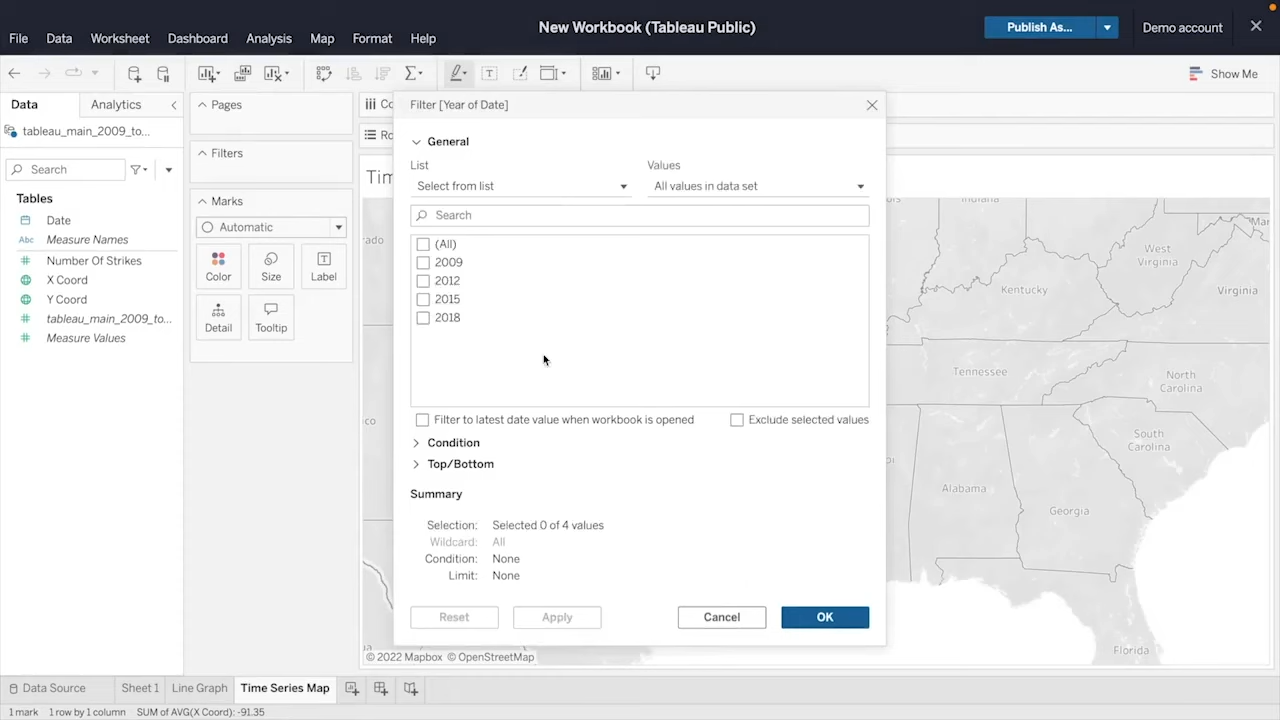 New Workbook (Tableau Public)
Publish As...
Demo account
File Data Worksheet Dashboard Analysis Map Format Help
Show Me
Data Analytics
tableau_main_2009_to...
Search
Tables
Date
Abc Measure Names
Number Of Strikes
X Coord
Y Coord
tableau_main_2009_to...
Measure Values
Pages
Filters
Marks
Automatic
Color Size Label
Detail Tooltip
Filter [Year of Date]
General
List Values
Select from list All values in data set
Search
(All)
2009
2012
2015
2018
Filter to latest date value when workbook is opened Exclude selected values
Condition
Top/Bottom
Summary
Selection: Selected 0 of 4 values
Wildcard: All
Condition: None
Limit: None
Reset Apply Cancel OK
Indiana
West
Virginia
Kentucky
Virginia
Tennessee
North
Carolina
South
Carolina
Alabama
Georgia
Florida
© 2022 Mapbox © OpenStreetMap
Data Source Sheet 1 Line Graph Time Series Map
1 mark 1 row by 1 column SUM of AVG(X Coord): -91.35